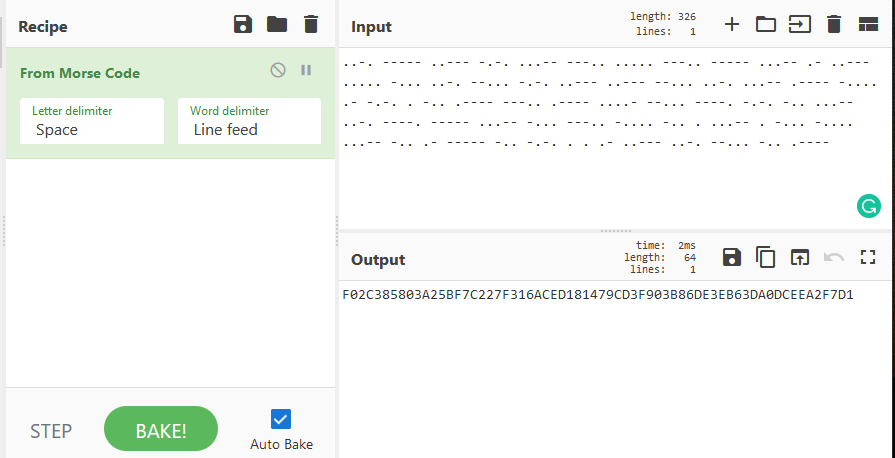 Recipe
From Morse Code
Letter delimiter
Space
Word delimiter
Line feed
STEP
BAKE!
Auto Bake
Input
length: 326
lines: 1
..-. ----- ..--- -.-. ...-- ---.. ..... ---.. ----- ...-- .- ..---
..... -... ..-. --... -.-. ..--- ..--- --... ..-. ...-- .---- -....
.- -.-. . -.. .---- ---.. .---- ....- --... ----. -.-. -.. ...--
..-. ----. ----- ...-- -... ---.. -.... -.. . ...-- . -... -....
...-- -.. .- ----- -.. -.-. . . .- ..--- ..-. --... -.. .----
Output
time: 2ms
length: 64
lines: 1
F02C385803A25BF7C227F316ACED181479CD3F903B86DE3EB63DA0DCEEA2F7D1